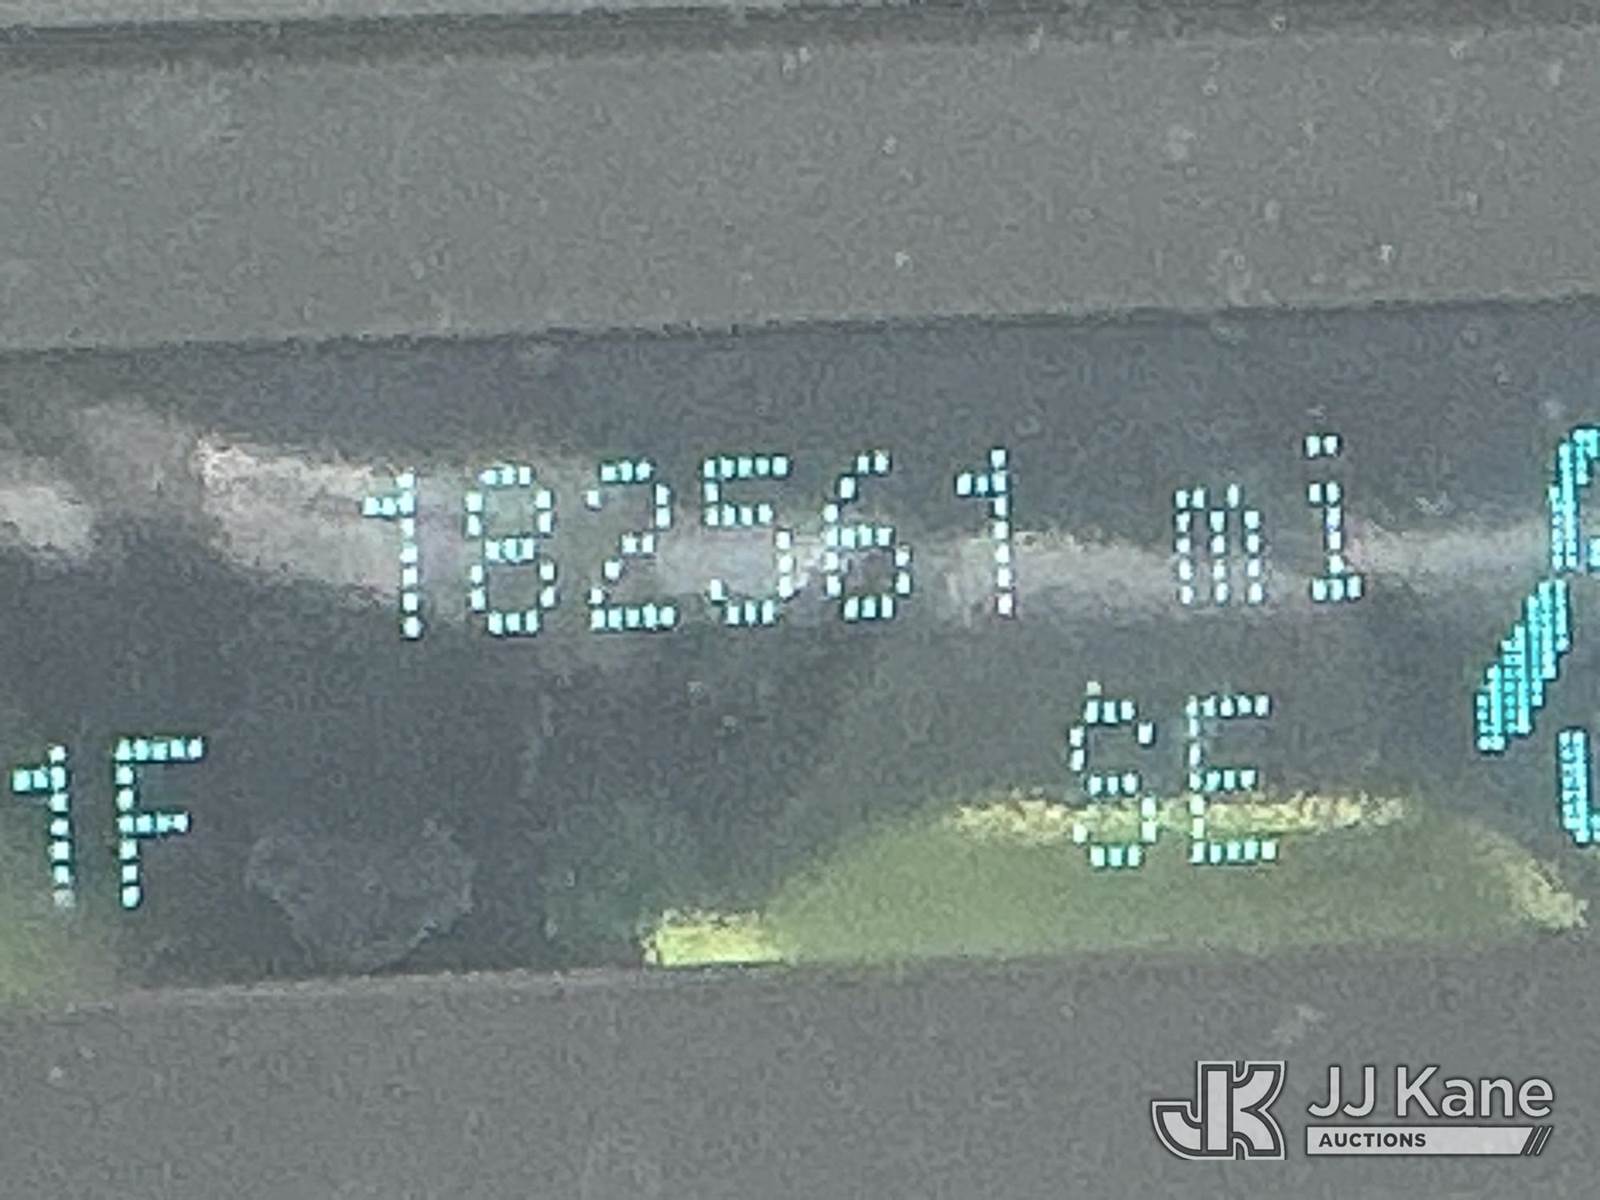 182561 mi
1F SE
JJ Kane
AUCTIONS